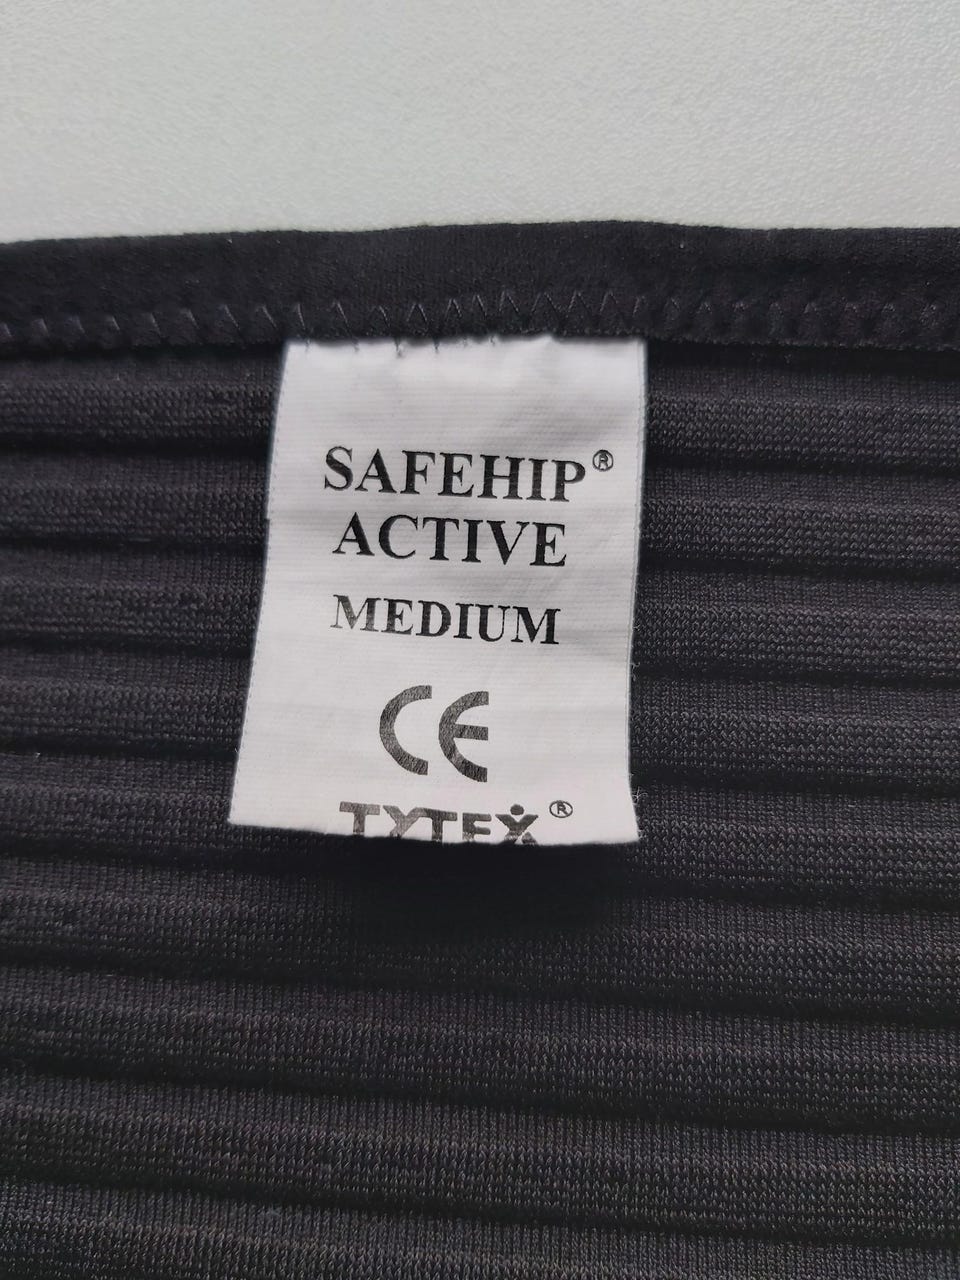 SAFEHIP®
ACTIVE
MEDIUM
CE
TYTEX®